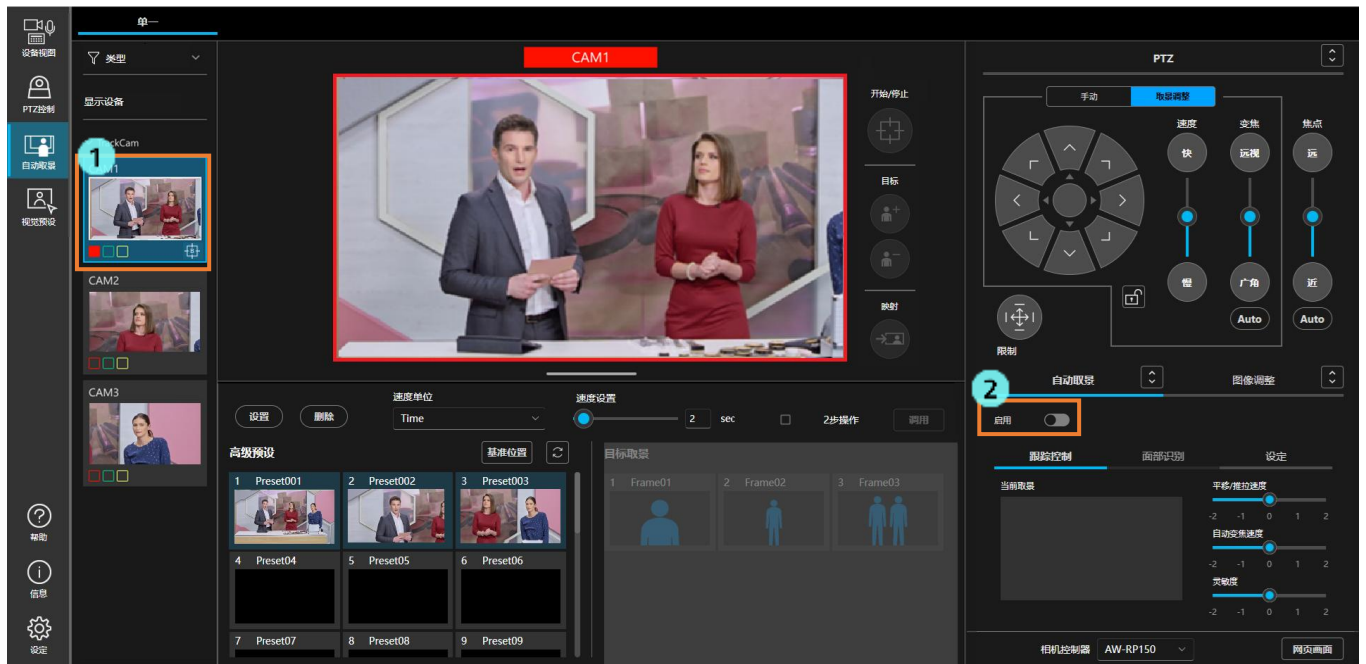 单一
设备视图
PTZ控制
自动取景
视觉预设
帮助
信息
设定
类型
显示设备
ckCam
1
M1
CAM2
CAM3
CAM1
开始/停止
目标
映射
设置
删除
速度单位
Time
速度设置
2 sec
2步操作
调用
高级预设
基准位置
1 Preset001
2 Preset002
3 Preset003
4 Preset04
5 Preset05
6 Preset06
7 Preset07
8 Preset08
9 Preset09
目标取景
1 Frame01
2 Frame02
3 Frame03
PTZ
手动
取景调整
速度
变焦
焦点
快
远视
远
慢
广角
近
Auto
Auto
限制
2
自动取景
图像调整
启用
跟踪控制
面部识别
设定
当前取景
平移/推拉速度
-2 -1 0 1 2
自动变焦速度
-2 -1 0 1 2
灵敏度
-2 -1 0 1 2
相机控制器
AW-RP150
网页画面